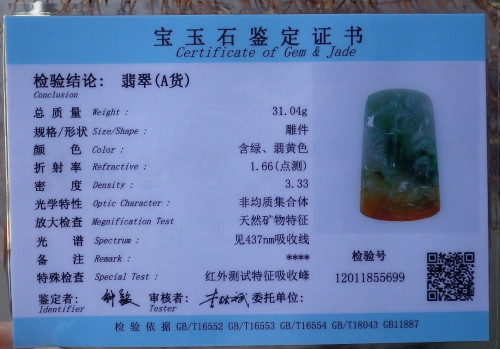 宝玉石鉴定证书
Certificate of Gem & Jade
检验结论: 翡翠(A货)
Conclusion
总质量 Weight: 31.04g
规格/形状 Size/Shape: 雕件
颜色 Color: 含绿、翡黄色
折射率 Refractive: 1.66(点测)
密度 Density: 3.33
光学特征 Optic Character: 非均质集合体
放大检查 Megnification Test 天然矿物特征
光谱 Spectrum: 见437nm吸收线
备注 Remark: ****
特殊检查 Special Test: 红外测试特征吸收峰
检验号
12011855699
鉴定者: 审核者: 委托单位:
Identifier Tester
检验依据 GB/T16552 GB/T16553 GB/T16554 GB/T18043 GB11887